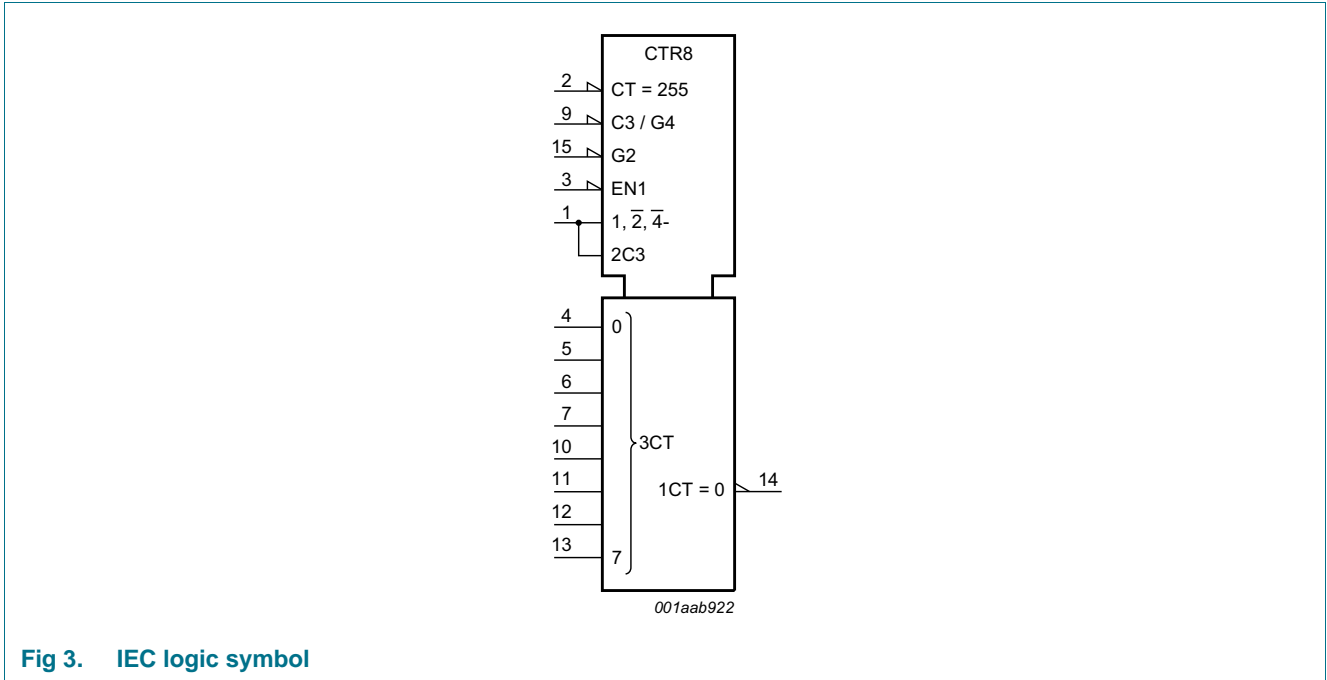 CTR8
2 CT = 255
9 C3 / G4
15 G2
3 EN1
1 1, 2̅, 4̅-
2C3
4 0
5
6
7
10 3CT
11
1CT = 0 14
12
13 7
001aab922
Fig 3. IEC logic symbol